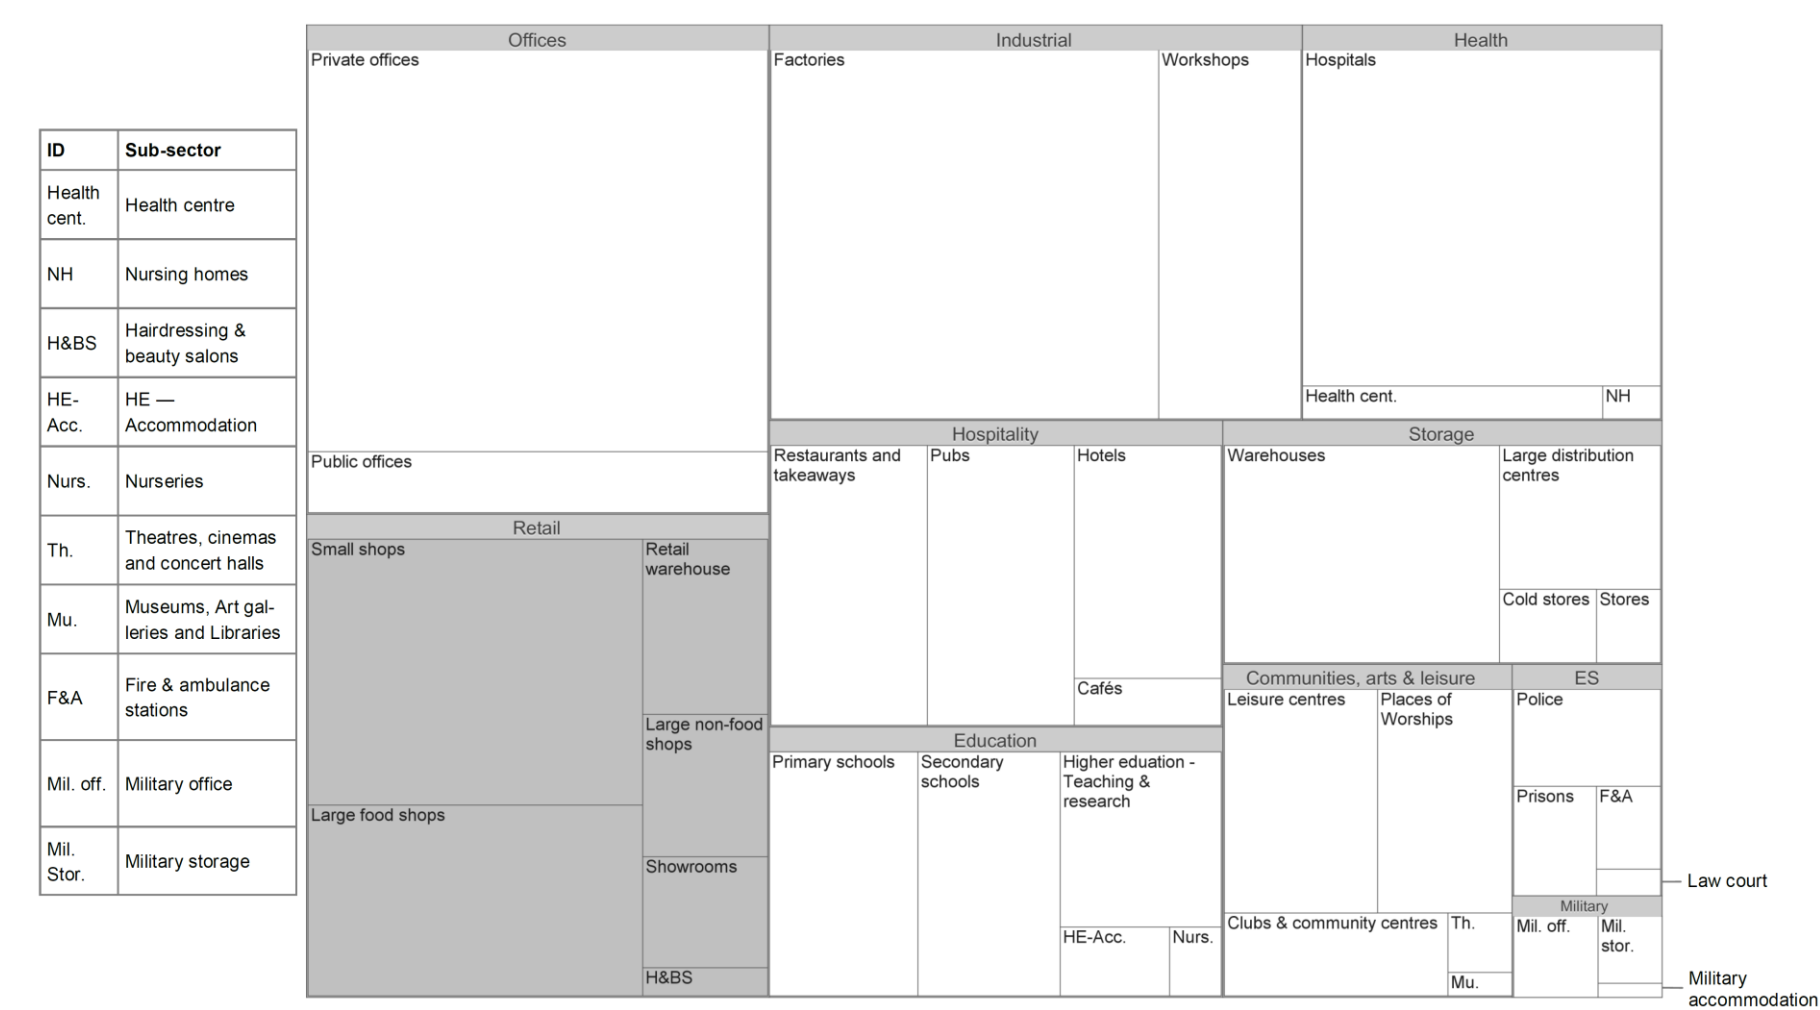 ID Sub-sector
Health
cent.
Health centre
NH Nursing homes
H&BS
Hairdressing &
beauty salons
HE-
Acc.
HE —
Accommodation
Nurs. Nurseries
Th.
Theatres, cinemas
and concert halls
Mu.
Museums, Art gal-
leries and Libraries
F&A
Fire & ambulance
stations
Mil. off. Military office
Mil.
Stor.
Military storage
Offices
Private offices
Public offices
Retail
Small shops
Large food shops
Retail
warehouse
Large non-food
shops
Showrooms
H&BS
Industrial
Factories
Workshops
Health
Hospitals
Health cent.
NH
Hospitality
Restaurants and
takeaways
Pubs
Hotels
Cafés
Storage
Warehouses
Large distribution
centres
Cold stores
Stores
Education
Primary schools
Secondary
schools
Higher eduation -
Teaching &
research
HE-Acc.
Nurs.
Communities, arts & leisure
Leisure centres
Places of
Worships
Clubs & community centres
Th.
Mu.
ES
Police
Prisons
F&A
Law court
Military
Mil. off.
Mil.
stor.
Military
accommodation